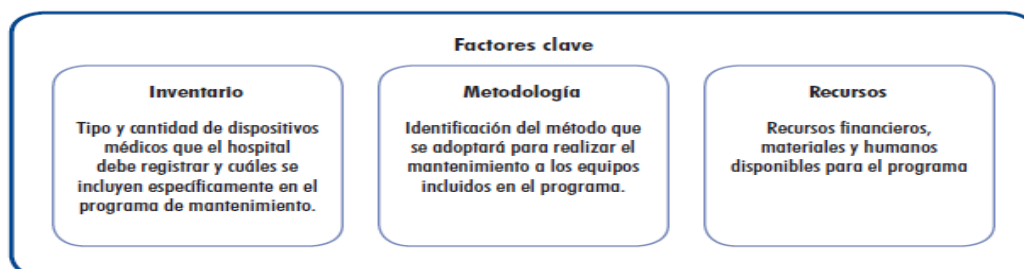 Factores clave
Inventario
Tipo y cantidad de dispositivos
médicos que el hospital
debe registrar y cuáles se
incluyen específicamente en el
programa de mantenimiento.
Metodología
Identificación del método que
se adoptará para realizar el
mantenimiento a los equipos
incluidos en el programa.
Recursos
Recursos financieros,
materiales y humanos
disponibles para el programa